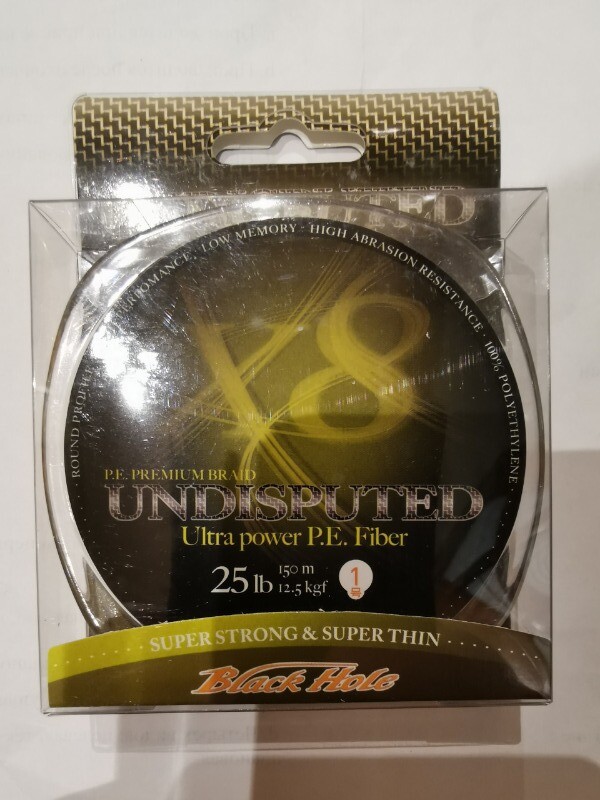 UNDISPUTED
ROUND PROFILE · LOW MEMORY · HIGH ABRASION RESISTANCE · 100% POLYETHYLENE
X8
P.E. PREMIUM BRAID
UNDISPUTED
Ultra power P.E. Fiber
25 lb
150 m
12.5 kgf
1
号
SUPER STRONG & SUPER THIN
Black Hole